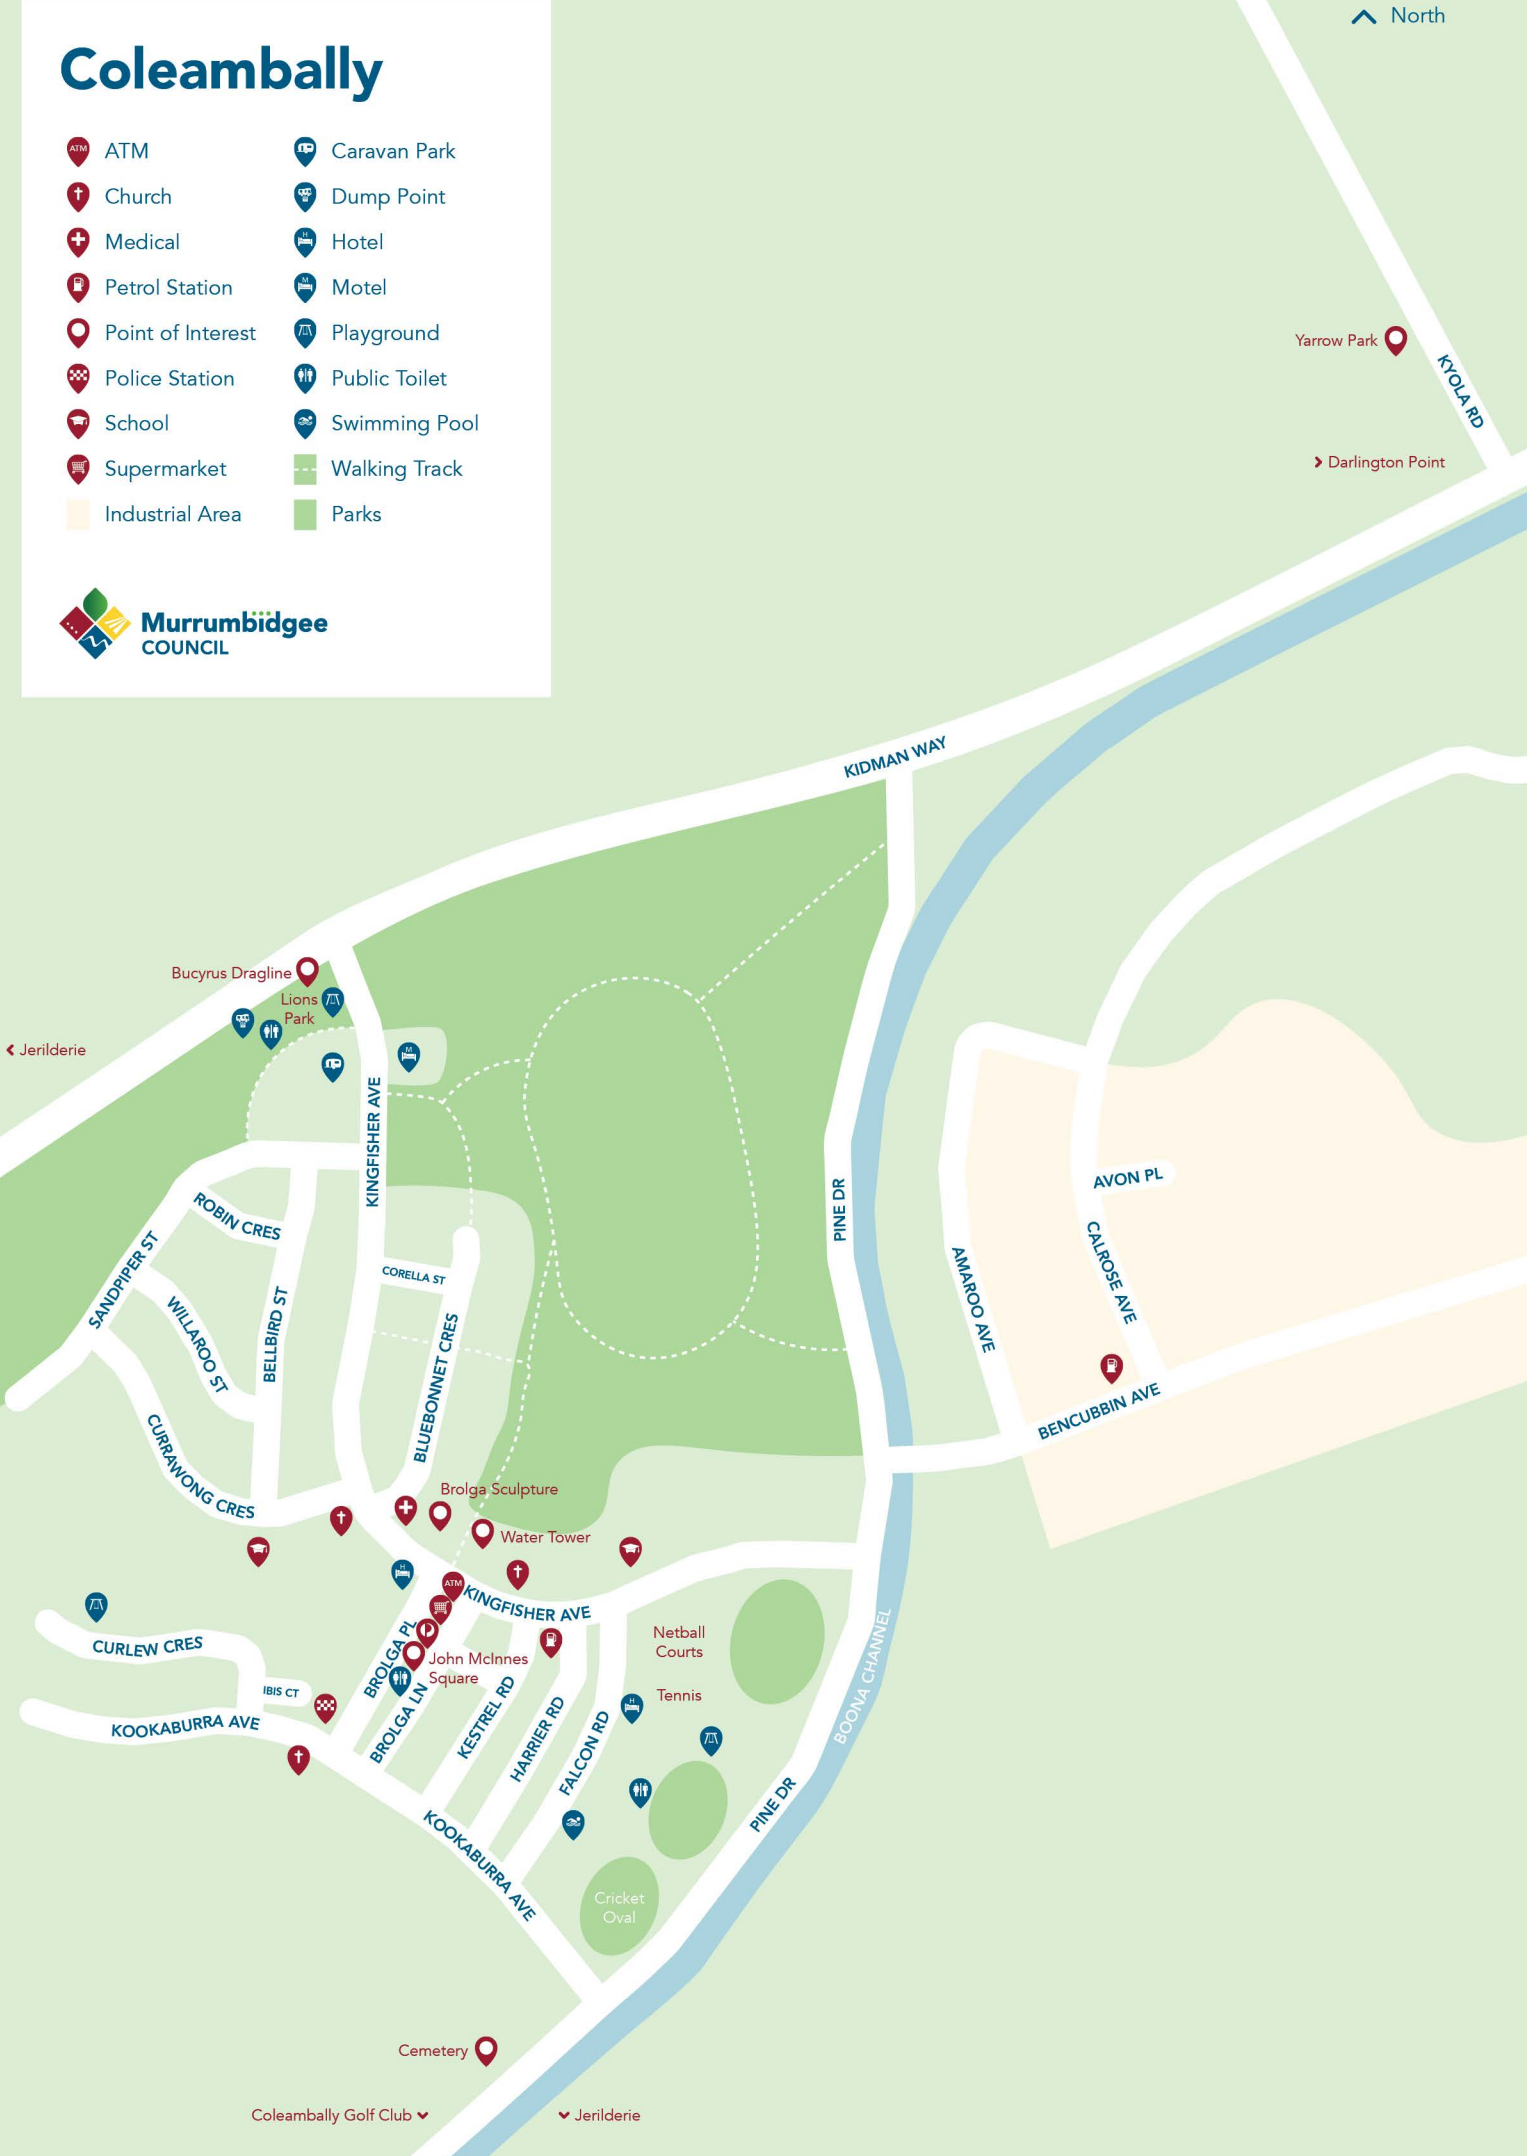 North
Coleambally
ATM
ATM
Church
Medical
Petrol Station
Point of Interest
Police Station
School
Supermarket
Industrial Area
Caravan Park
Dump Point
H
Hotel
M
Motel
Playground
Public Toilet
Swimming Pool
Walking Track
Parks
Murrumbidgee
COUNCIL
Yarrow Park
KYOLA RD
Darlington Point
KIDMAN WAY
Bucyrus Dragline
Lions
Park
Jerilderie
M
KINGFISHER AVE
ROBIN CRES
SANDPIPER ST
WILLAROO ST
BELLBIRD ST
CORELLA ST
BLUEBONNET CRES
CURRAWONG CRES
PINE DR
AVON PL
CALROSE AVE
AMAROO AVE
BENCUBBIN AVE
Brolga Sculpture
Water Tower
H
ATM
KINGFISHER AVE
CURLEW CRES
BROLGA PL
John McInnes
Square
Netball
Courts
Tennis
IBIS CT
KOOKABURRA AVE
BROLGA LN
KESTREL RD
HARRIER RD
FALCON RD
H
BOONA CHANNEL
PINE DR
KOOKABURRA AVE
Cricket
Oval
Cemetery
Coleambally Golf Club
Jerilderie